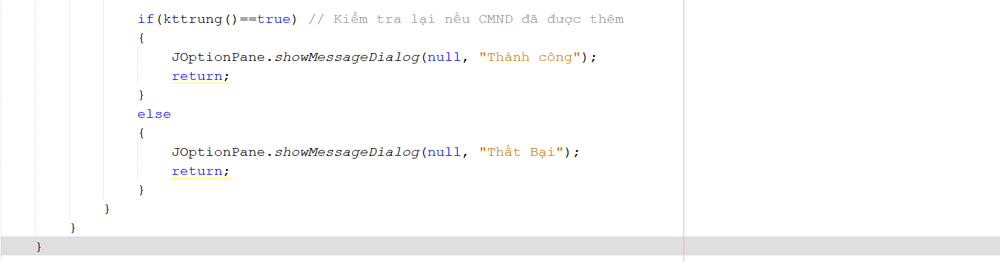 if(kttrung()==true) // Kiểm tra lại nếu CMND đã được thêm
{
JOptionPane.showMessageDialog(null, "Thành công");
return;
}
else
{
JOptionPane.showMessageDialog(null, "Thất Bại");
return;
}
}
}
}